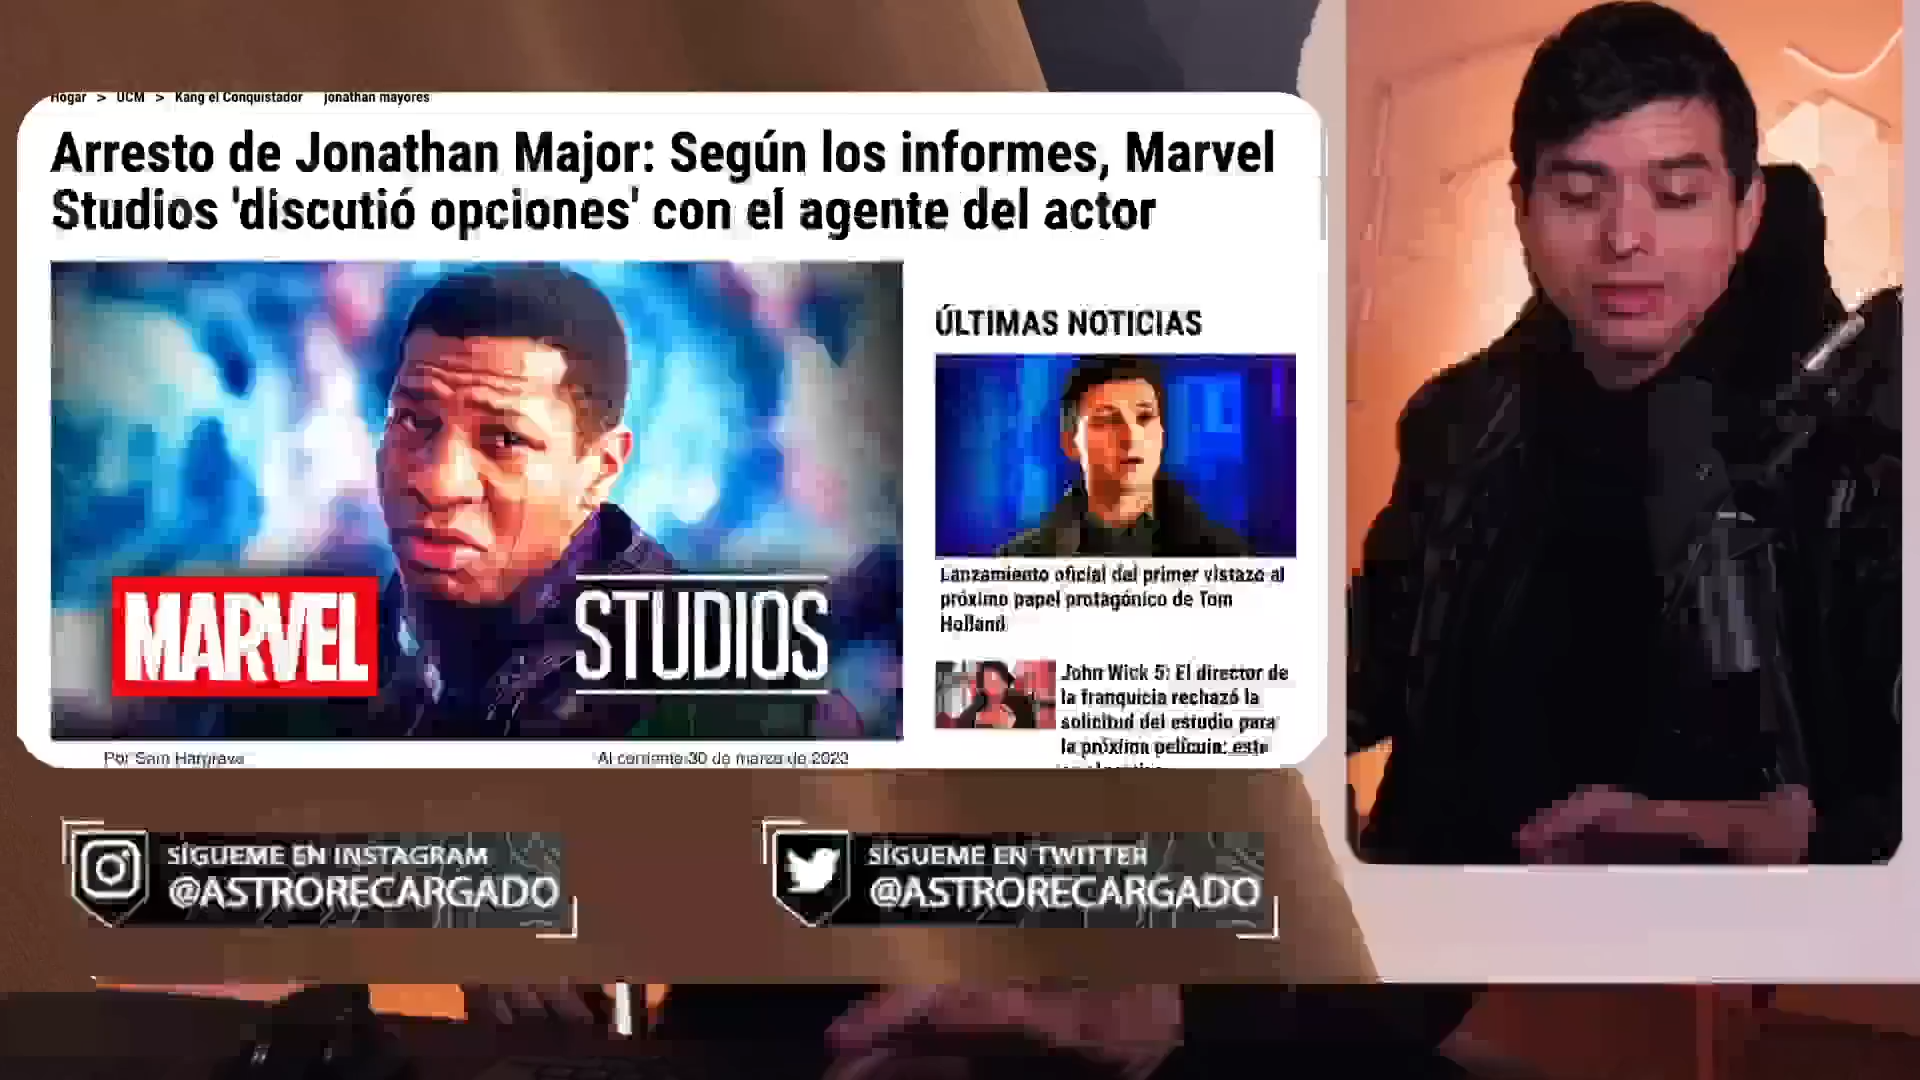 Hogar > UCM > Kang el Conquistador jonathan mayores
Arresto de Jonathan Major: Según los informes, Marvel
Studios 'discutió opciones' con el agente del actor
ÚLTIMAS NOTICIAS
MARVEL STUDIOS
Lanzamiento oficial del primer vistazo al
próximo papel protagónico de Tom
Holland
John Wick 5: El director de
la franquicia rechazó la
solicitud del estudio para
la próxima película: este
Por Sam Hargrave
Al corriente 30 de marzo de 2023
SÍGUEME EN INSTAGRAM
@ASTRORECARGADO
SÍGUEME EN TWITTER
@ASTRORECARGADO